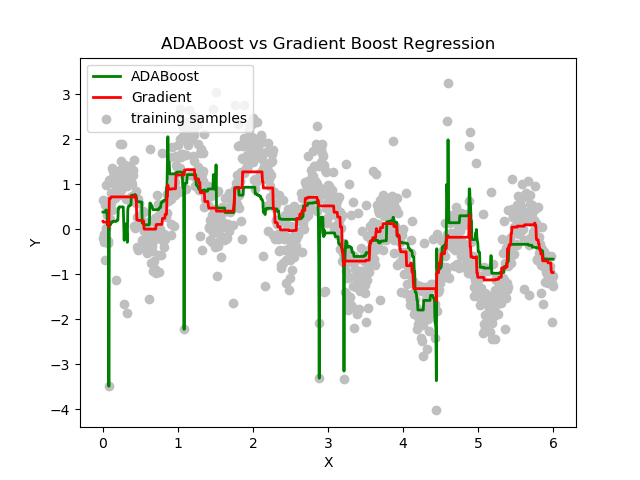 ADABoost vs Gradient Boost Regression
ADABoost
Gradient
training samples
Y
3
2
1
0
−1
−2
−3
−4
0 1 2 3 4 5 6
X